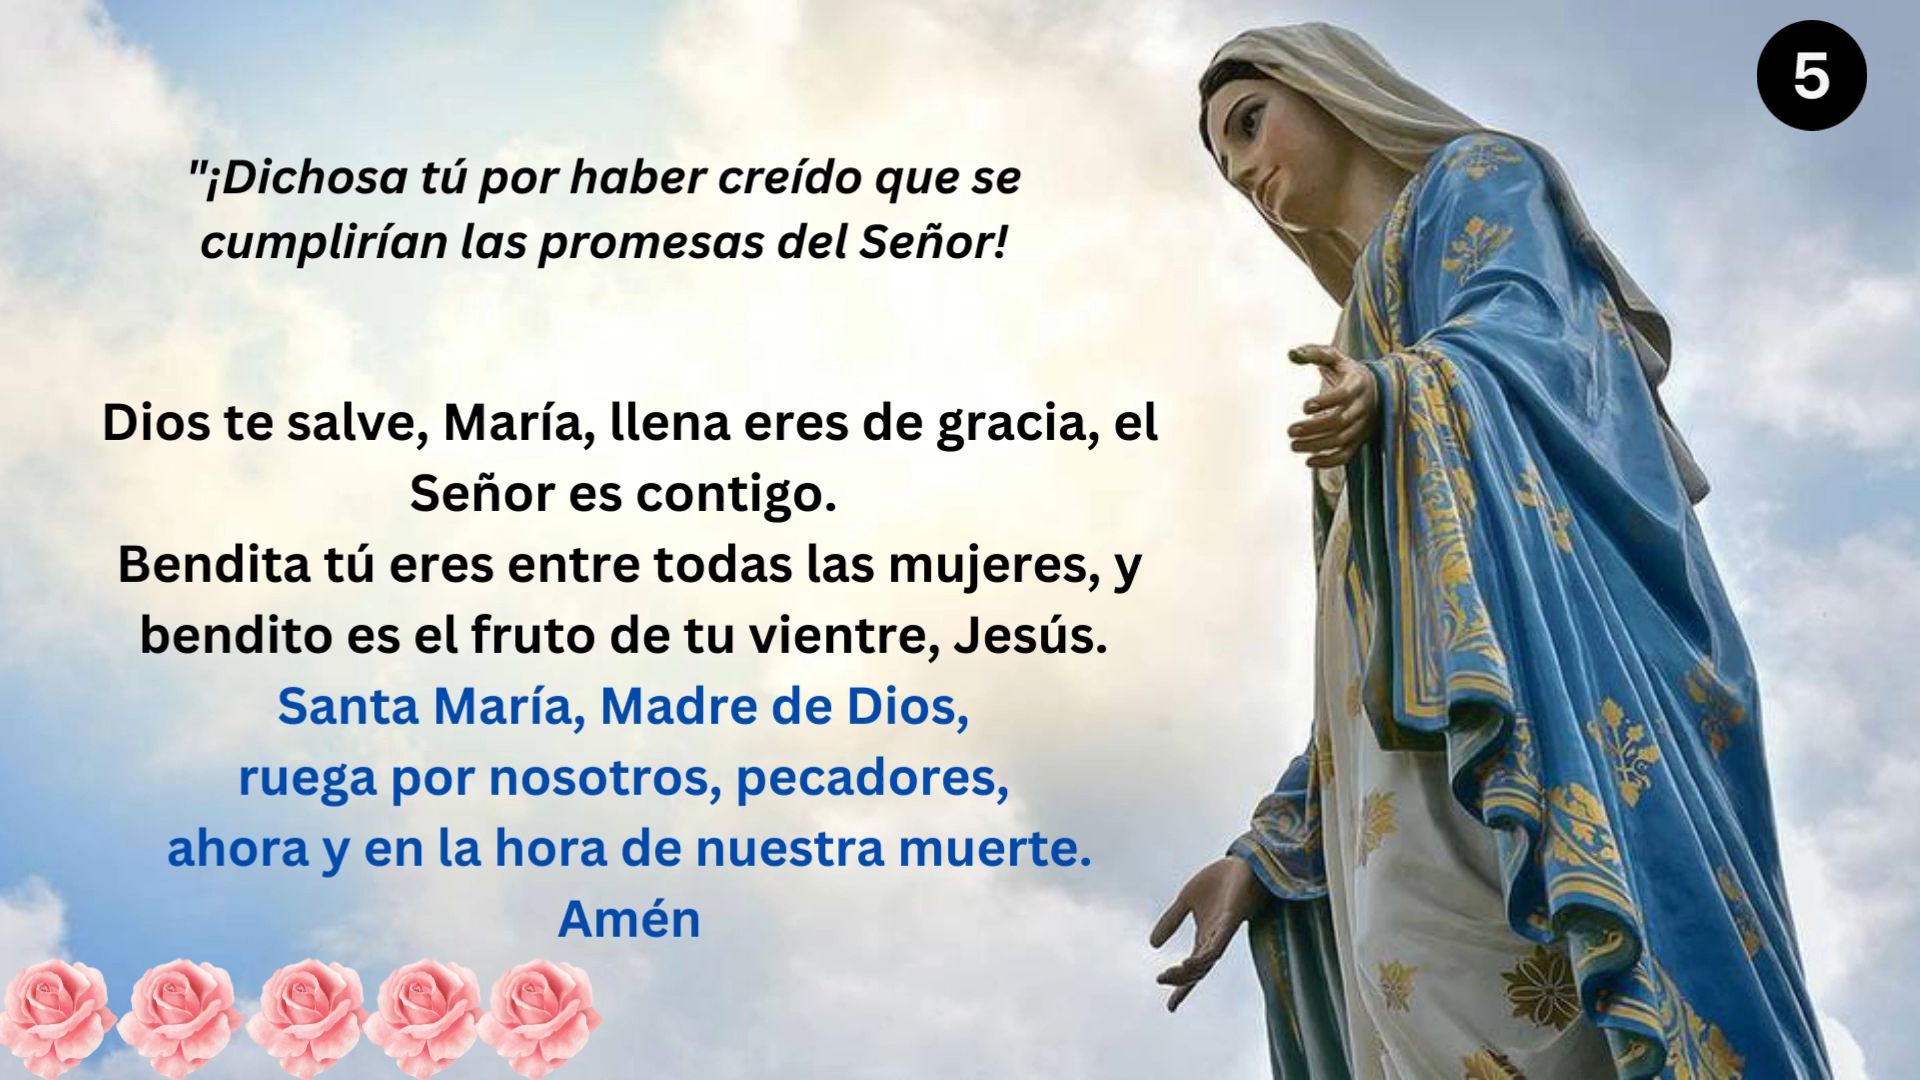 5
"¡Dichosa tú por haber creído que se
cumplirían las promesas del Señor!
Dios te salve, María, llena eres de gracia, el
Señor es contigo.
Bendita tú eres entre todas las mujeres, y
bendito es el fruto de tu vientre, Jesús.
Santa María, Madre de Dios,
ruega por nosotros, pecadores,
ahora y en la hora de nuestra muerte.
Amén